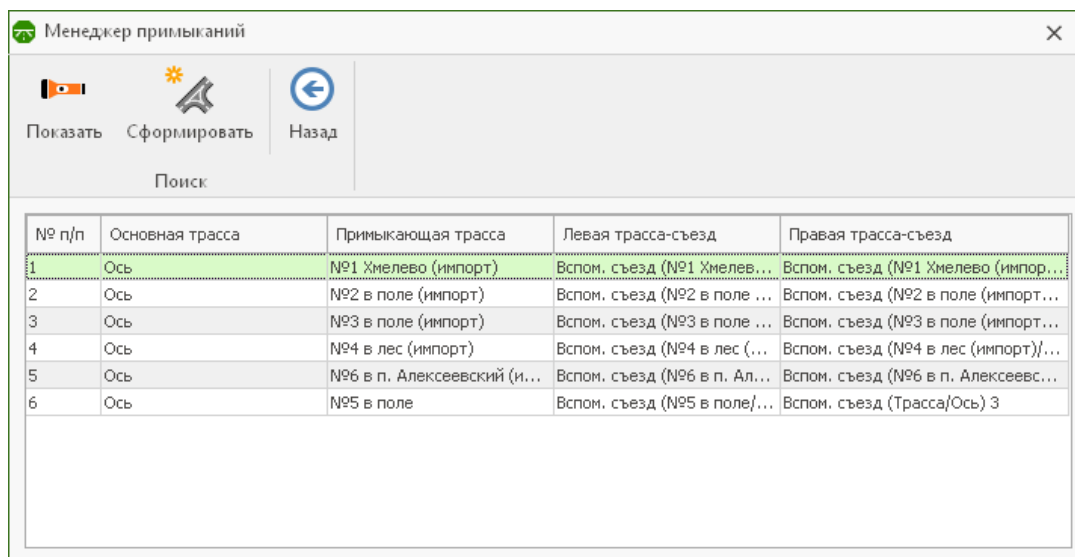 Менеджер примыканий
Показать Сформировать Назад
Поиск
№ п/п Основная трасса Примыкающая трасса Левая трасса-съезд Правая трасса-съезд
1 Ось №1 Хмелево (импорт) Вспом. съезд (№1 Хмелев... Вспом. съезд (№1 Хмелево (импор...
2 Ось №2 в поле (импорт) Вспом. съезд (№2 в поле ... Вспом. съезд (№2 в поле (импорт...
3 Ось №3 в поле (импорт) Вспом. съезд (№3 в поле ... Вспом. съезд (№3 в поле (импорт...
4 Ось №4 в лес (импорт) Вспом. съезд (№4 в лес (... Вспом. съезд (№4 в лес (импорт)/...
5 Ось №6 в п. Алексеевский (и... Вспом. съезд (№6 в п. Ал... Вспом. съезд (№6 в п. Алексеевс...
6 Ось №5 в поле Вспом. съезд (№5 в поле/... Вспом. съезд (Трасса/Ось) 3